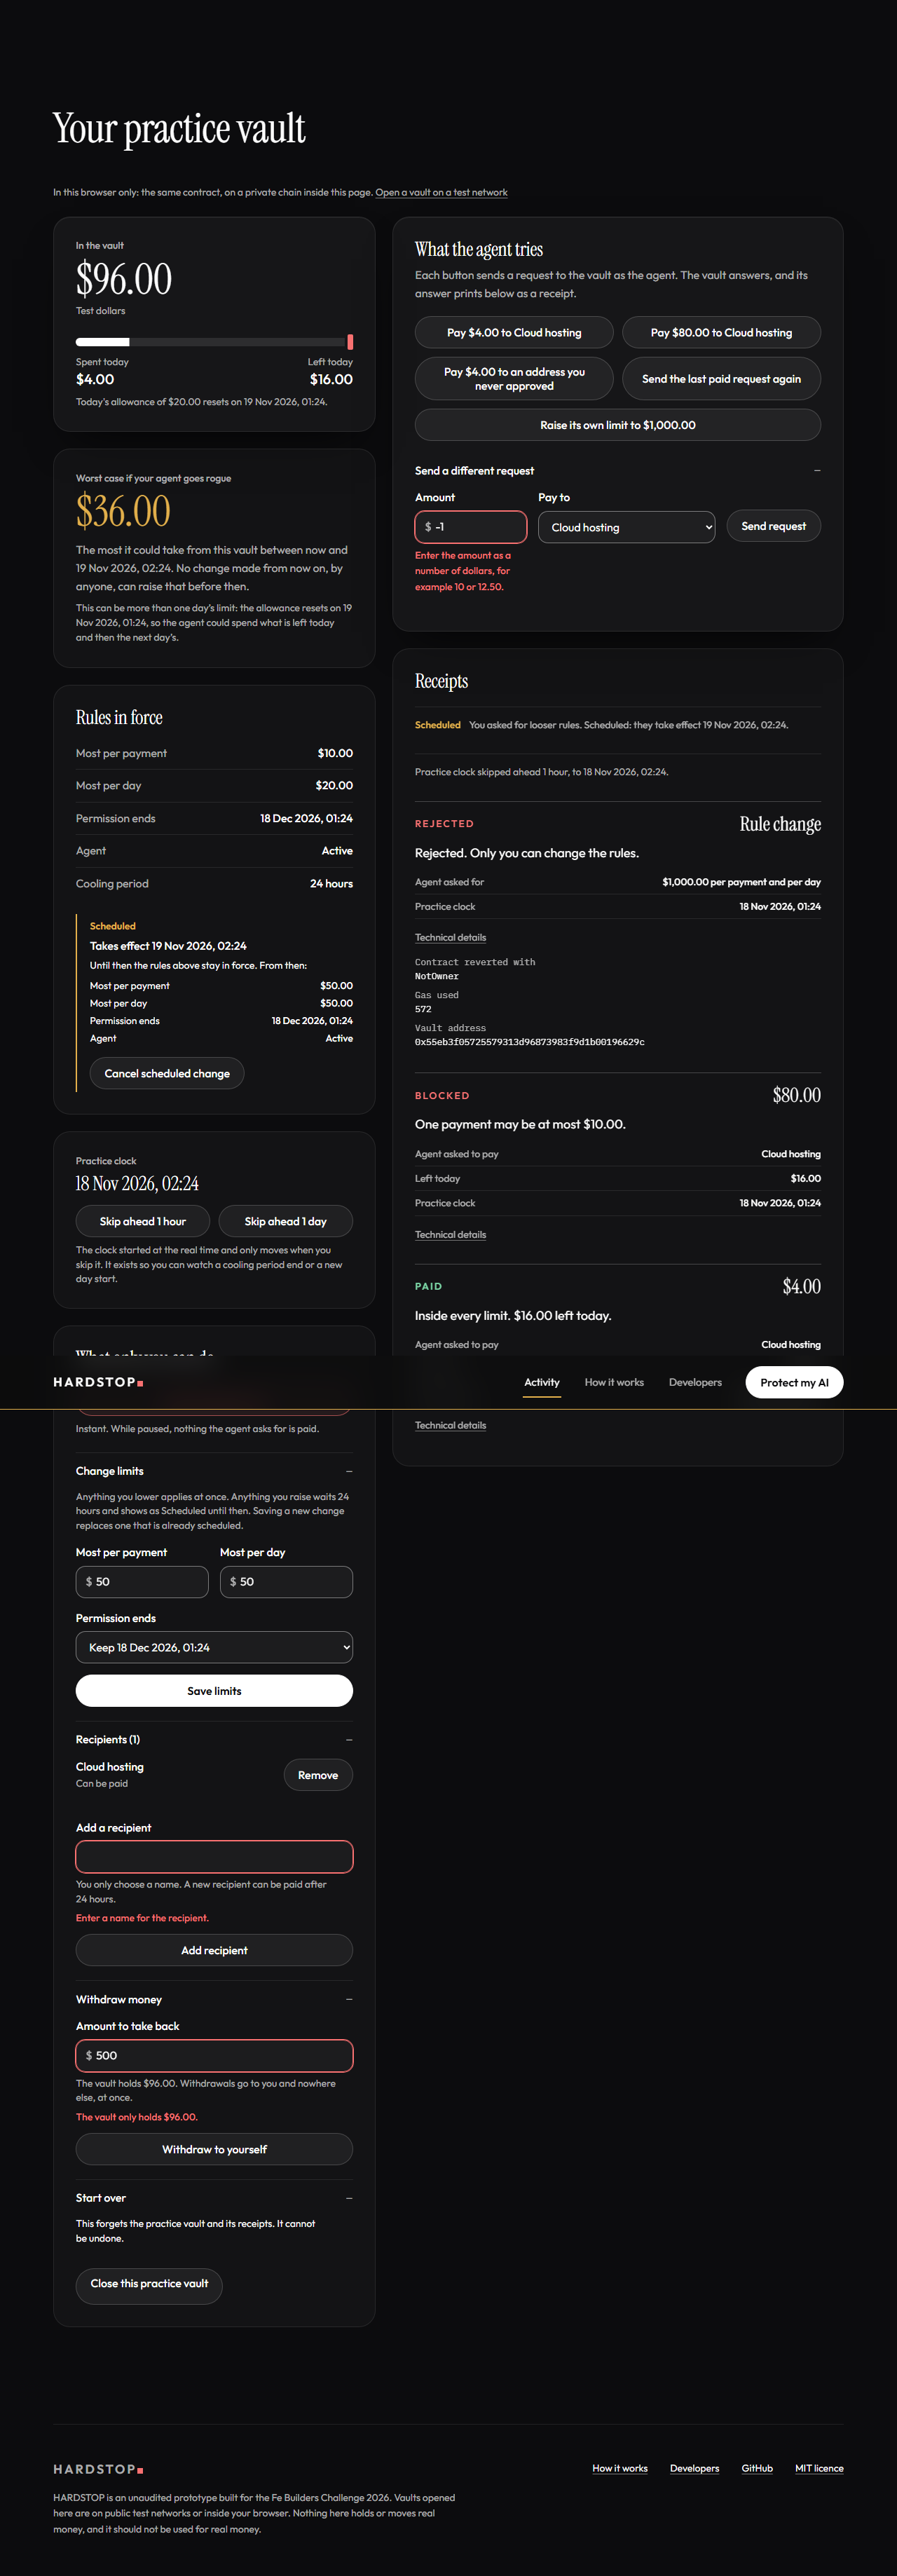 Your practice vault
In this browser only: the same contract, on a private chain inside this page. Open a vault on a test network
In the vault
$96.00
Test dollars
Spent today
Left today
$4.00
$16.00
Today's allowance of $20.00 resets on 19 Nov 2026, 01:24.
Worst case if your agent goes rogue
$36.00
The most it could take from this vault between now and
19 Nov 2026, 02:24. No change made from now on, by
anyone, can raise that before then.
This can be more than one day's limit: the allowance resets on 19
Nov 2026, 01:24, so the agent could spend what is left today
and then the next day's.
Rules in force
Most per payment $10.00
Most per day $20.00
Permission ends 18 Dec 2026, 01:24
Agent Active
Cooling period 24 hours
Scheduled
Takes effect 19 Nov 2026, 02:24
Until then the rules above stay in force. From then:
Most per payment $50.00
Most per day $50.00
Permission ends 18 Dec 2026, 01:24
Agent Active
Cancel scheduled change
Practice clock
18 Nov 2026, 02:24
Skip ahead 1 hour
Skip ahead 1 day
The clock started at the real time and only moves when you
skip it. It exists so you can watch a cooling period end or a new
day start.
What the agent tries
Each button sends a request to the vault as the agent. The vault answers, and its
answer prints below as a receipt.
Pay $4.00 to Cloud hosting
Pay $80.00 to Cloud hosting
Pay $4.00 to an address you
never approved
Send the last paid request again
Raise its own limit to $1,000.00
Send a different request –
Amount
Pay to
$ -1
Cloud hosting
Send request
Enter the amount as a
number of dollars, for
example 10 or 12.50.
Receipts
Scheduled You asked for looser rules. Scheduled: they take effect 19 Nov 2026, 02:24.
Practice clock skipped ahead 1 hour, to 18 Nov 2026, 02:24.
REJECTED Rule change
Rejected. Only you can change the rules.
Agent asked for $1,000.00 per payment and per day
Practice clock 18 Nov 2026, 01:24
Technical details
Contract reverted with
NotOwner
Gas used
572
Vault address
0x55eb3f05725579313d96873983f9d1b00196629c
BLOCKED $80.00
One payment may be at most $10.00.
Agent asked to pay Cloud hosting
Left today $16.00
Practice clock 18 Nov 2026, 01:24
Technical details
PAID $4.00
Inside every limit. $16.00 left today.
Agent asked to pay Cloud hosting
HARDSTOP
Activity
How it works
Developers
Protect my AI
Technical details
Instant. While paused, nothing the agent asks for is paid.
Change limits –
Anything you lower applies at once. Anything you raise waits 24
hours and shows as Scheduled until then. Saving a new change
replaces one that is already scheduled.
Most per payment
Most per day
$ 50
$ 50
Permission ends
Keep 18 Dec 2026, 01:24
Save limits
Recipients (1) –
Cloud hosting
Can be paid
Remove
Add a recipient
You only choose a name. A new recipient can be paid after
24 hours.
Enter a name for the recipient.
Add recipient
Withdraw money –
Amount to take back
$ 500
The vault holds $96.00. Withdrawals go to you and nowhere
else, at once.
The vault only holds $96.00.
Withdraw to yourself
Start over –
This forgets the practice vault and its receipts. It cannot
be undone.
Close this practice vault
HARDSTOP
How it works
Developers
GitHub
MIT licence
HARDSTOP is an unaudited prototype built for the Fe Builders Challenge 2026. Vaults opened
here are on public test networks or inside your browser. Nothing here holds or moves real
money, and it should not be used for real money.